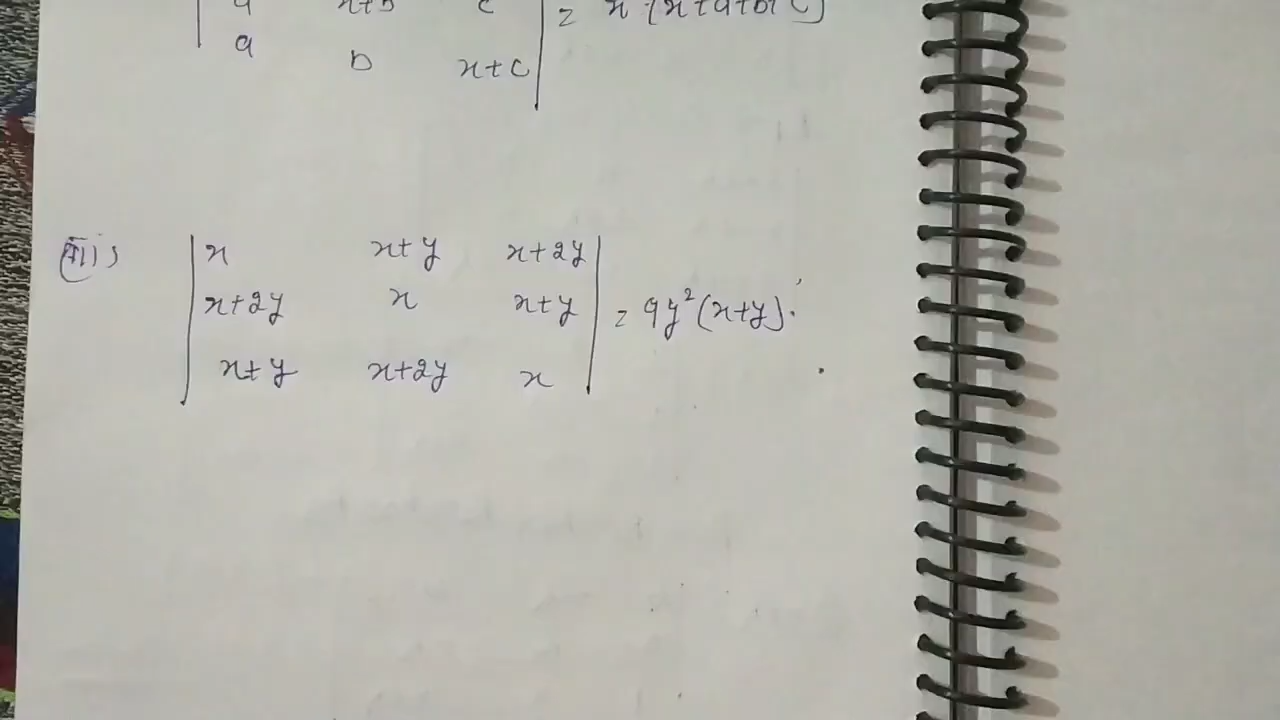 a x+b c = x²(x+a+b+c)
a b x+c
(iii) x x+y x+2y
x+2y x x+y = 9y²(x+y).
x+y x+2y x